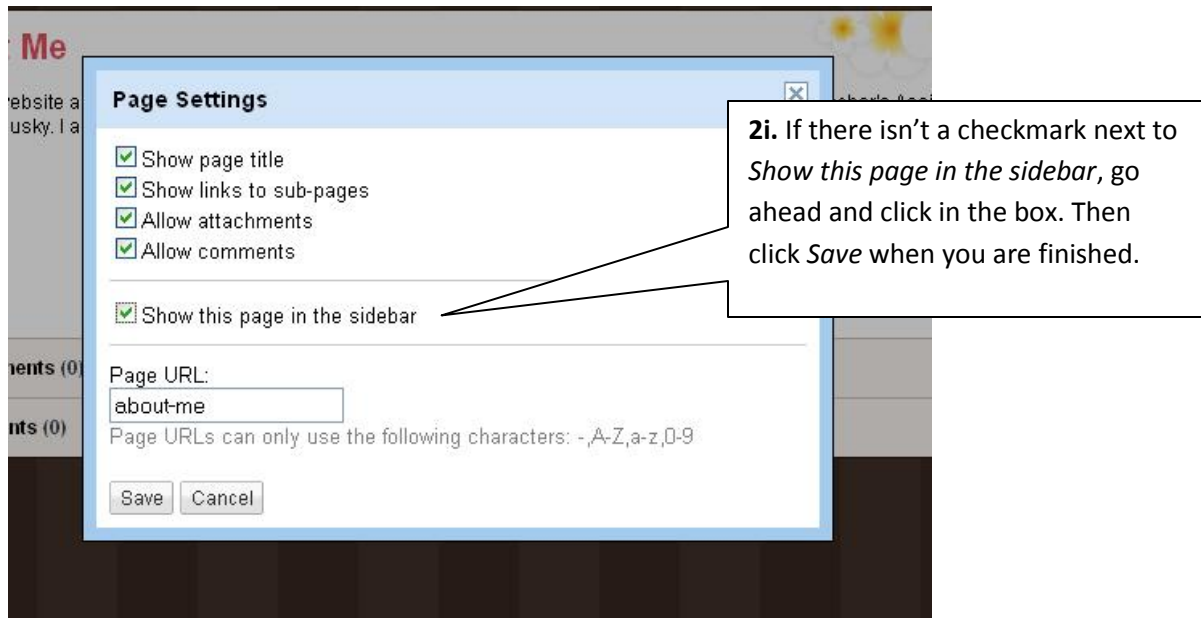 Me
Page Settings
2i. If there isn’t a checkmark next to
Show this page in the sidebar, go
ahead and click in the box. Then
click Save when you are finished.
Show page title
Show links to sub-pages
Allow attachments
Allow comments
Show this page in the sidebar
Page URL:
about-me
Page URLs can only use the following characters: -,A-Z,a-z,0-9
Save Cancel
(0)
(0)